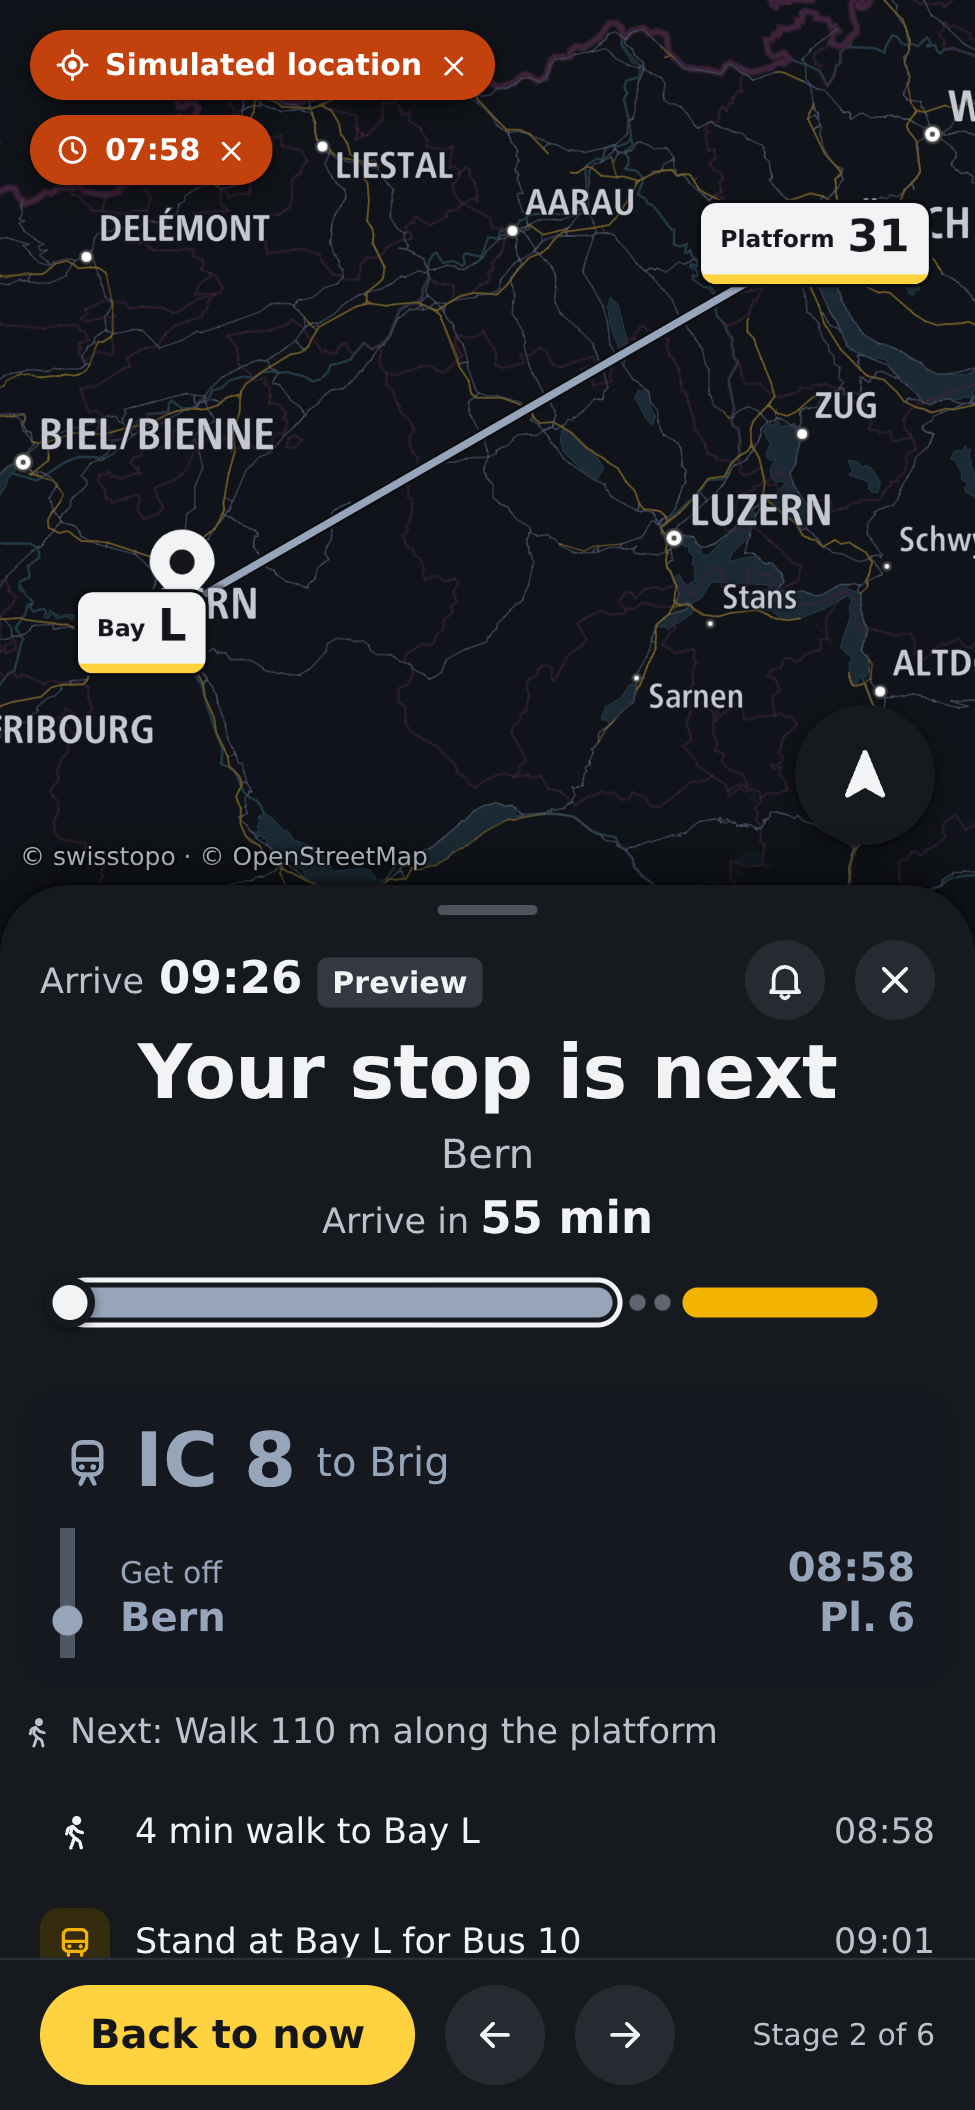 Simulated location
07:58
LIESTAL
W
AARAU
DELÉMONT
Platform 31
CH
ZUG
BIEL/BIENNE
LUZERN
Schwy
RN
Bay L
Stans
ALTD
Sarnen
FRIBOURG
© swisstopo · © OpenStreetMap
Arrive 09:26 Preview
Your stop is next
Bern
Arrive in 55 min
IC 8 to Brig
Get off
08:58
Bern
Pl. 6
Next: Walk 110 m along the platform
4 min walk to Bay L 08:58
Stand at Bay L for Bus 10 09:01
Back to now
Stage 2 of 6